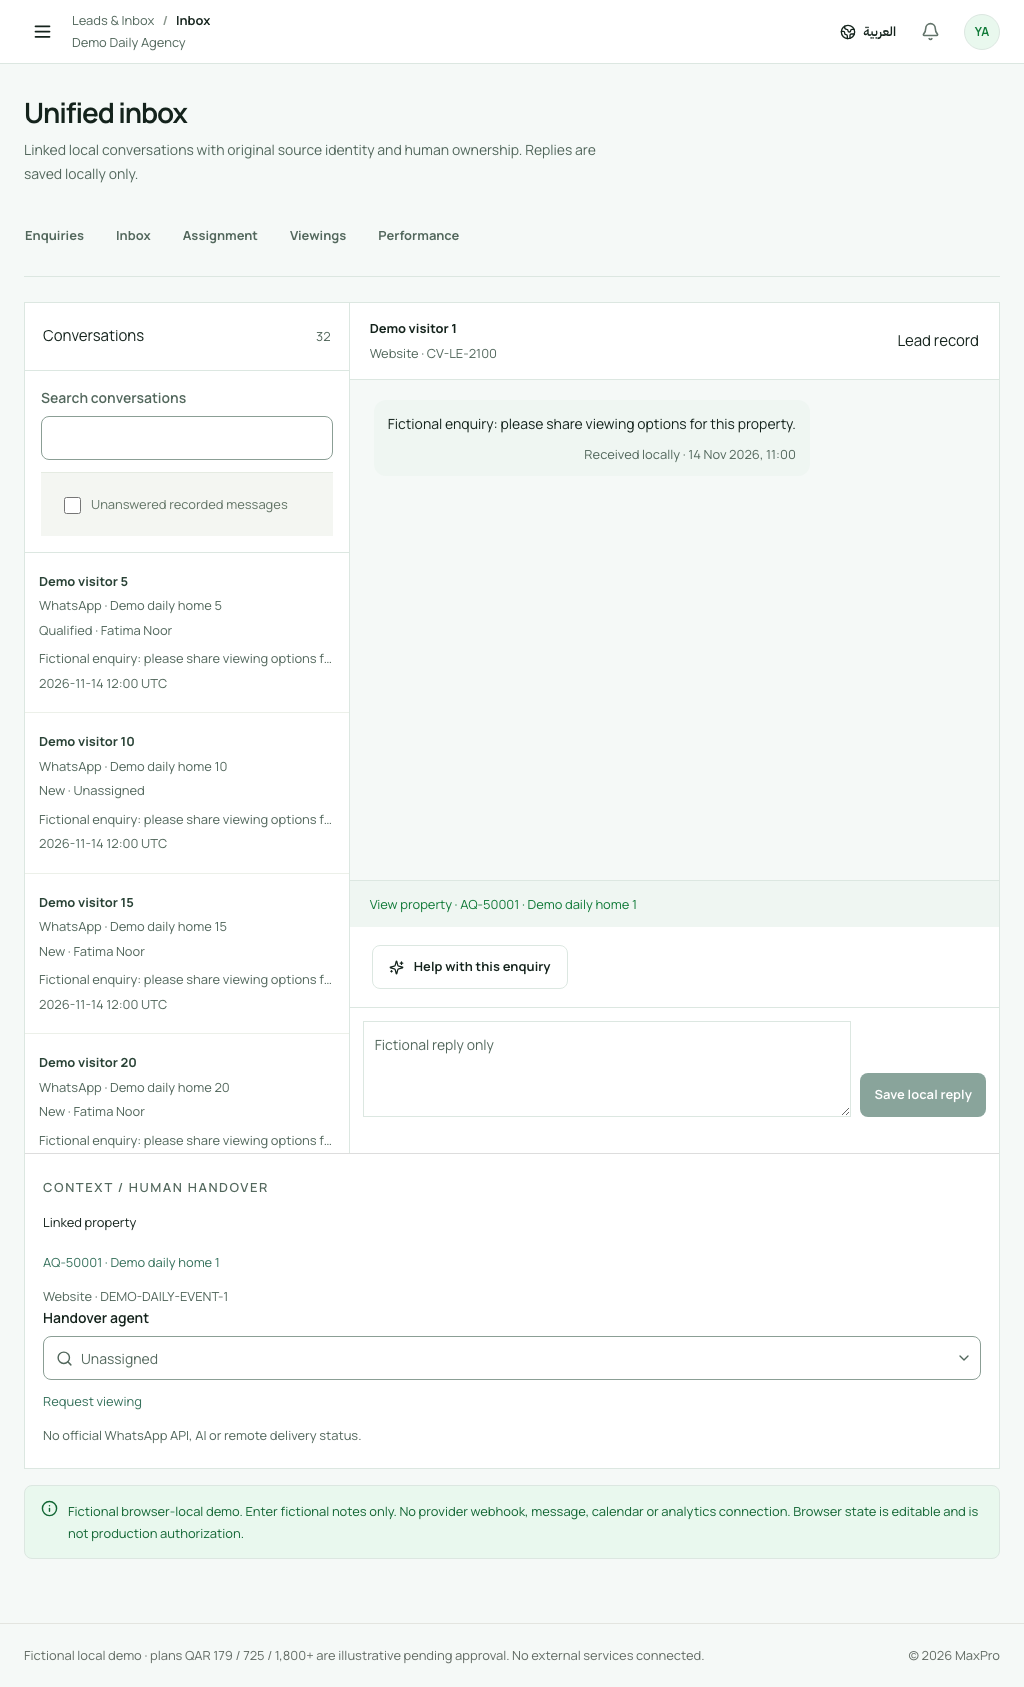 Leads & Inbox / Inbox
Demo Daily Agency
العربية
YA
Unified inbox
Linked local conversations with original source identity and human ownership. Replies are
saved locally only.
Enquiries Inbox Assignment Viewings Performance
Conversations 32
Search conversations
Unanswered recorded messages
Demo visitor 5
WhatsApp · Demo daily home 5
Qualified · Fatima Noor
Fictional enquiry: please share viewing options f...
2026-11-14 12:00 UTC
Demo visitor 10
WhatsApp · Demo daily home 10
New · Unassigned
Fictional enquiry: please share viewing options f...
2026-11-14 12:00 UTC
Demo visitor 15
WhatsApp · Demo daily home 15
New · Fatima Noor
Fictional enquiry: please share viewing options f...
2026-11-14 12:00 UTC
Demo visitor 20
WhatsApp · Demo daily home 20
New · Fatima Noor
Fictional enquiry: please share viewing options f...
Demo visitor 1
Website · CV-LE-2100
Lead record
Fictional enquiry: please share viewing options for this property.
Received locally · 14 Nov 2026, 11:00
View property · AQ-50001 · Demo daily home 1
Help with this enquiry
Fictional reply only
Save local reply
CONTEXT / HUMAN HANDOVER
Linked property
AQ-50001 · Demo daily home 1
Website · DEMO-DAILY-EVENT-1
Handover agent
Unassigned
Request viewing
No official WhatsApp API, AI or remote delivery status.
Fictional browser-local demo. Enter fictional notes only. No provider webhook, message, calendar or analytics connection. Browser state is editable and is
not production authorization.
Fictional local demo · plans QAR 179 / 725 / 1,800+ are illustrative pending approval. No external services connected.
© 2026 MaxPro